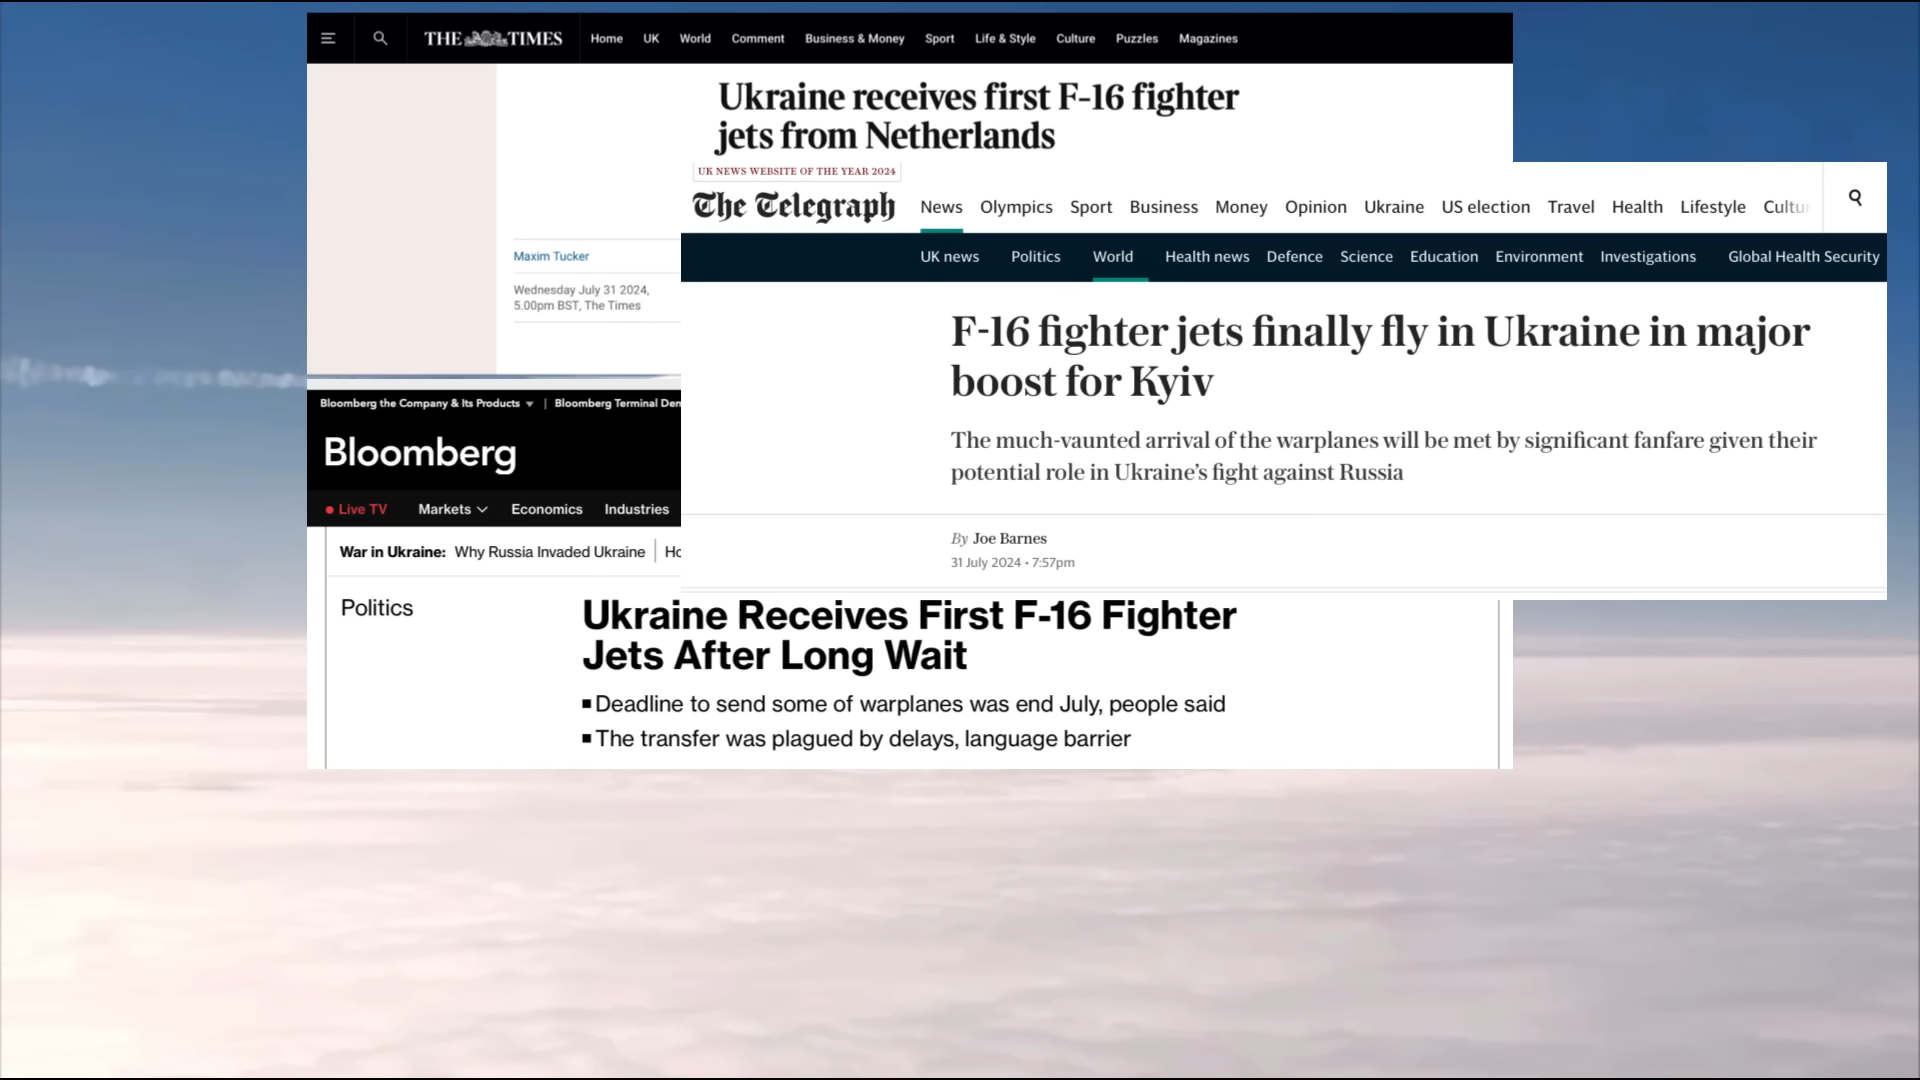 THE TIMES Home UK World Comment Business & Money Sport Life & Style Culture Puzzles Magazines
Ukraine receives first F-16 fighter
jets from Netherlands
Maxim Tucker
Wednesday July 31 2024,
5.00pm BST, The Times
UK NEWS WEBSITE OF THE YEAR 2024
The Telegraph News Olympics Sport Business Money Opinion Ukraine US election Travel Health Lifestyle Cultu
UK news Politics World Health news Defence Science Education Environment Investigations Global Health Security
F-16 fighter jets finally fly in Ukraine in major
boost for Kyiv
The much-vaunted arrival of the warplanes will be met by significant fanfare given their
potential role in Ukraine's fight against Russia
By Joe Barnes
31 July 2024 • 7:57pm
Bloomberg the Company & Its Products | Bloomberg Terminal Dem
Bloomberg
Live TV Markets Economics Industries
War in Ukraine: Why Russia Invaded Ukraine | Ho
Politics
Ukraine Receives First F-16 Fighter
Jets After Long Wait
Deadline to send some of warplanes was end July, people said
The transfer was plagued by delays, language barrier